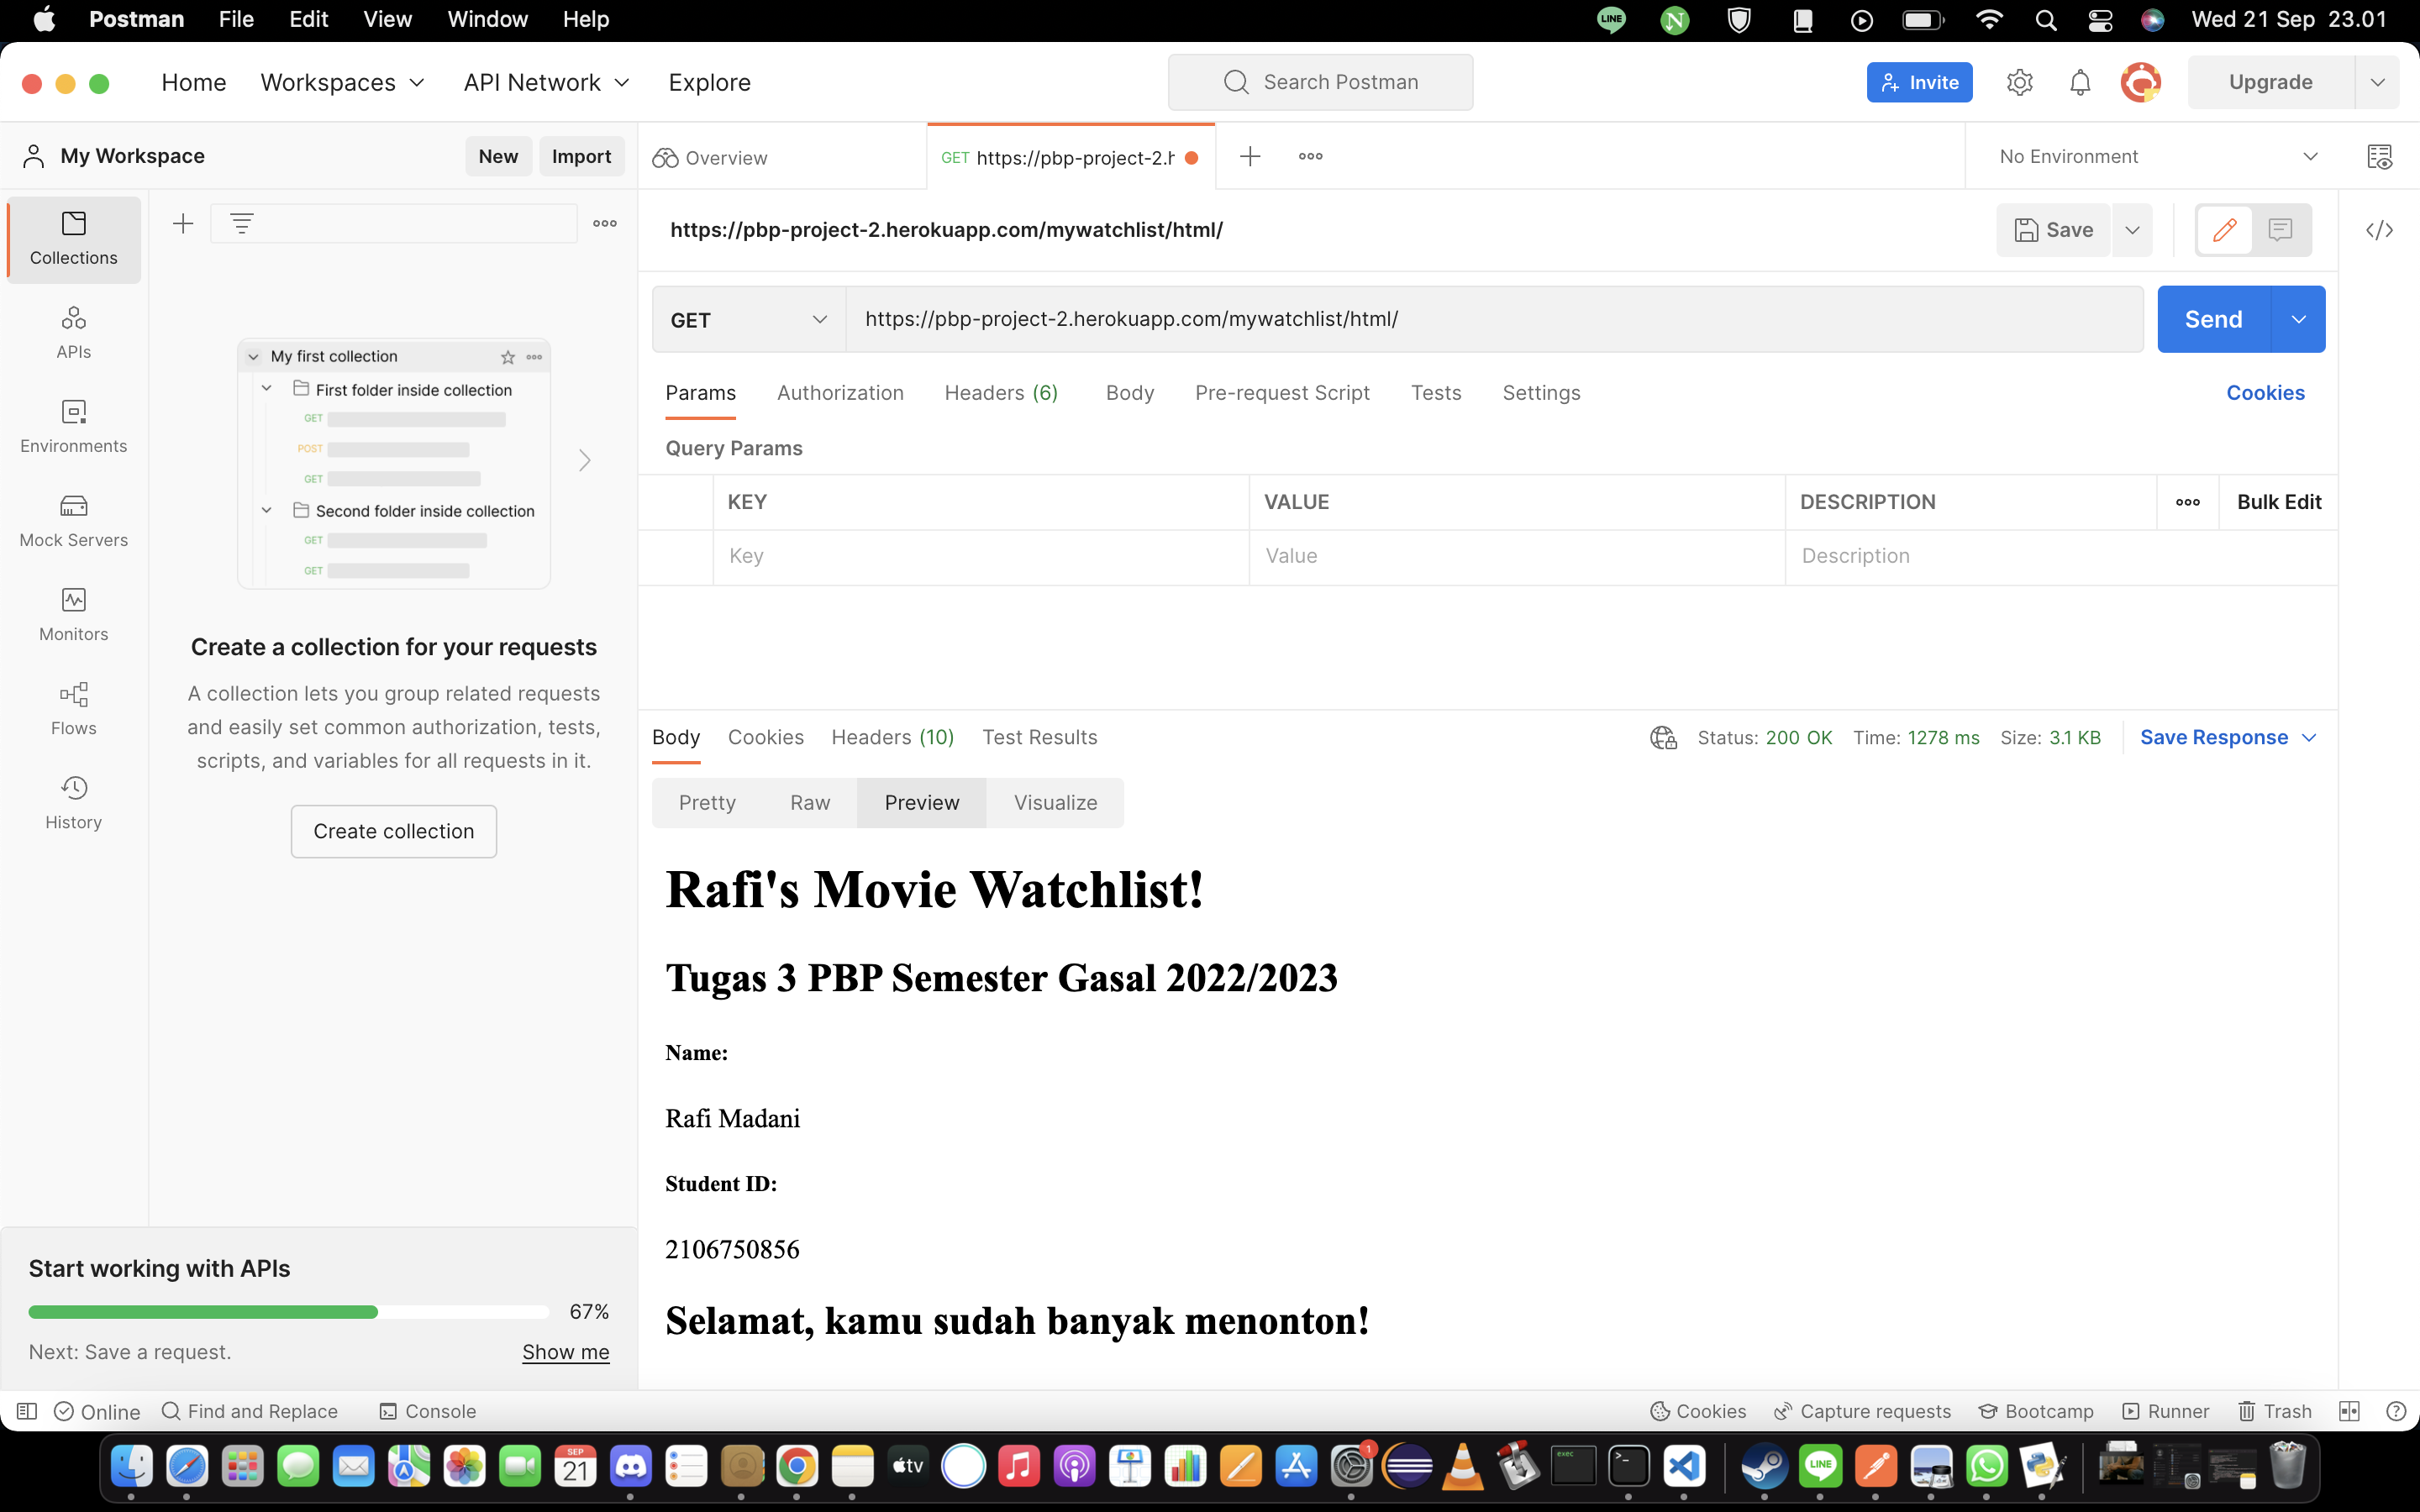 Postman File Edit View Window Help
LINE N Wed 21 Sep 23.01
Home Workspaces API Network Explore
Search Postman
Invite Upgrade
My Workspace New Import
Overview GET https://pbp-project-2.h
No Environment
Collections
APIs
Environments
Mock Servers
Monitors
Flows
History
My first collection
First folder inside collection
GET
POST
GET
Second folder inside collection
GET
GET
Create a collection for your requests
A collection lets you group related requests
and easily set common authorization, tests,
scripts, and variables for all requests in it.
Create collection
Start working with APIs
67%
Next: Save a request. Show me
https://pbp-project-2.herokuapp.com/mywatchlist/html/
Save
GET https://pbp-project-2.herokuapp.com/mywatchlist/html/ Send
Params Authorization Headers (6) Body Pre-request Script Tests Settings Cookies
Query Params
KEY VALUE DESCRIPTION Bulk Edit
Key Value Description
Body Cookies Headers (10) Test Results
Status: 200 OK Time: 1278 ms Size: 3.1 KB Save Response
Pretty Raw Preview Visualize
Rafi's Movie Watchlist!
Tugas 3 PBP Semester Gasal 2022/2023
Name:
Rafi Madani
Student ID:
2106750856
Selamat, kamu sudah banyak menonton!
Online Find and Replace Console
Cookies Capture requests Bootcamp Runner Trash
SEP
21
tv
1
exec
LINE